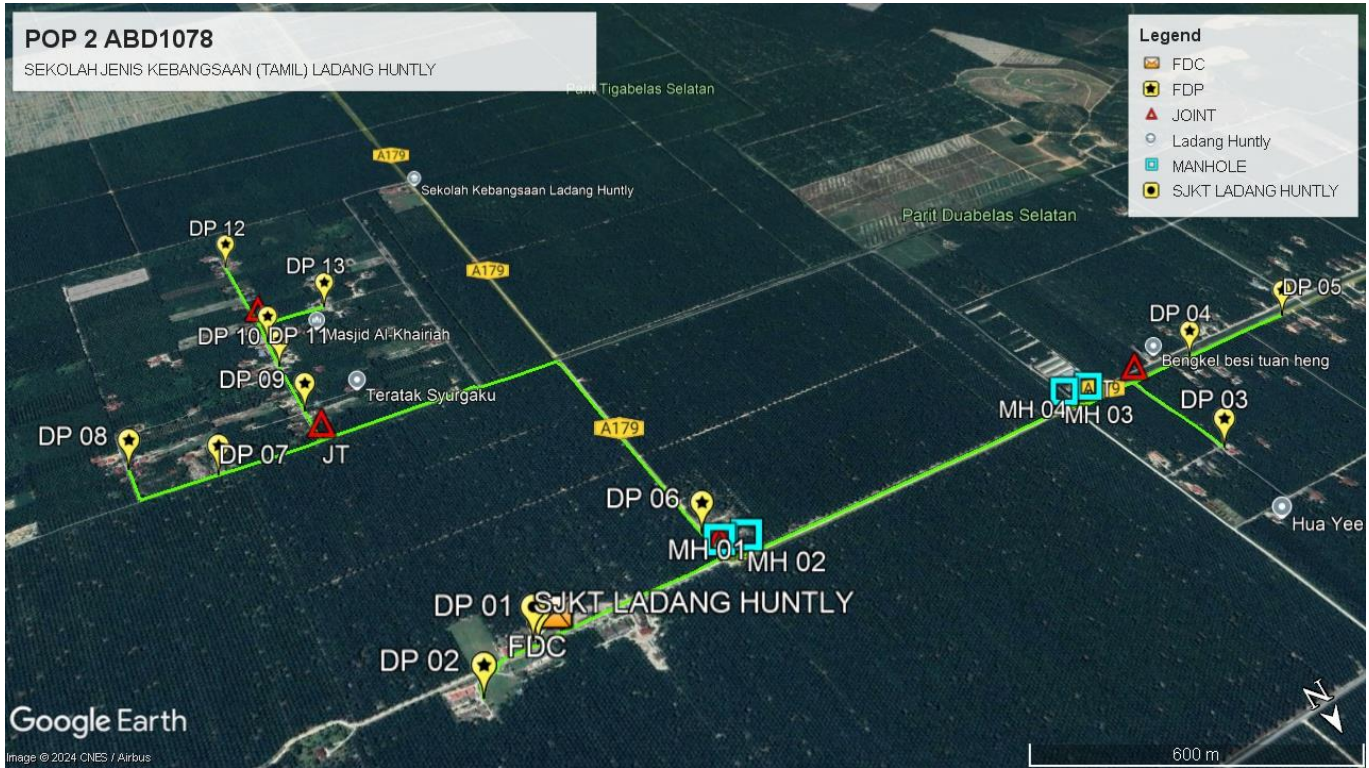 POP 2 ABD1078
SEKOLAH JENIS KEBANGSAAN (TAMIL) LADANG HUNTLY
Legend
FDC
FDP
JOINT
Ladang Huntly
MANHOLE
SJKT LADANG HUNTLY
Parit Tigabelas Selatan
A179
Sekolah Kebangsaan Ladang Huntly
Parit Duabelas Selatan
DP 12
A179
DP 13
DP 05
DP 04
DP 10
DP 11
Masjid Al-Khairiah
Bengkel besi tuan heng
DP 09
Teratak Syurgaku
DP 03
MH 04
MH 03
A179
DP 08
DP 07
JT
DP 06
Hua Yee
MH 01
MH 02
DP 01
SJKT LADANG HUNTLY
FDC
DP 02
N
Google Earth
Image © 2024 CNES / Airbus
600 m